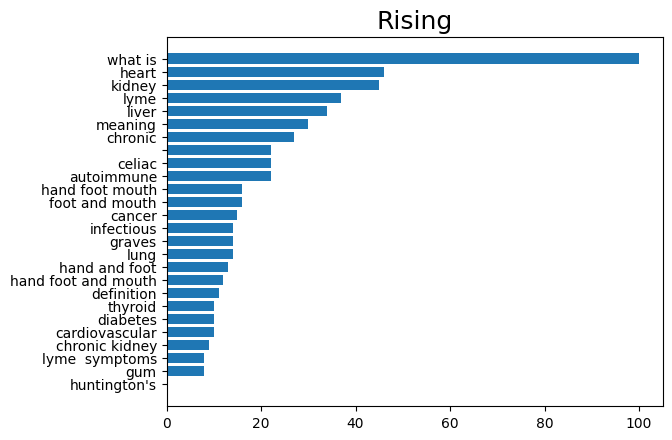 Rising
what is
heart
kidney
lyme
liver
meaning
chronic
celiac
autoimmune
hand foot mouth
foot and mouth
cancer
infectious
graves
lung
hand and foot
hand foot and mouth
definition
thyroid
diabetes
cardiovascular
chronic kidney
lyme  symptoms
gum
huntington's
0 20 40 60 80 100